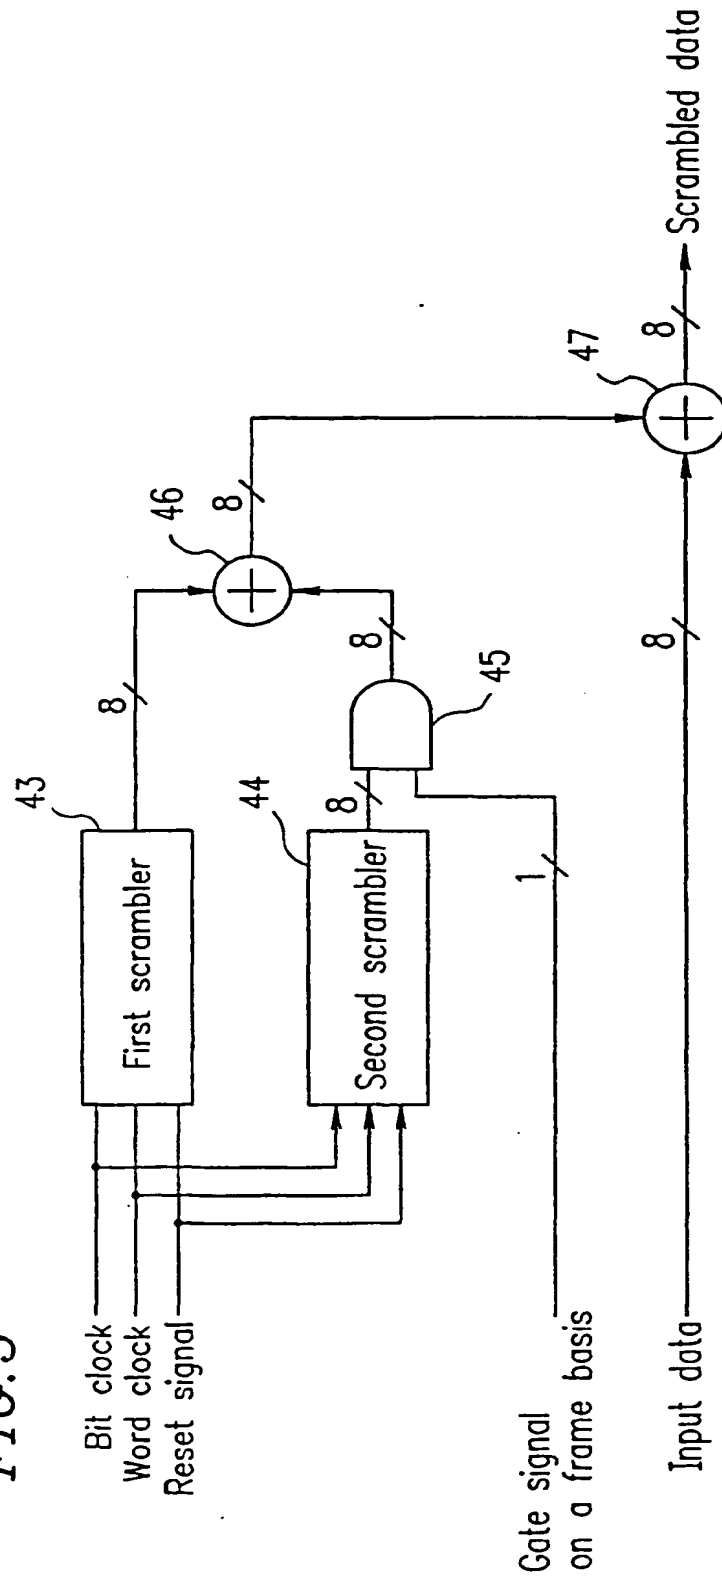 Bit clock
Word clock
Reset signal
First scrambler
43
8
Second scrambler
44
8
45
8
46
8
Gate signal
on a frame basis
1
Input data
8
47
8
Scrambled data